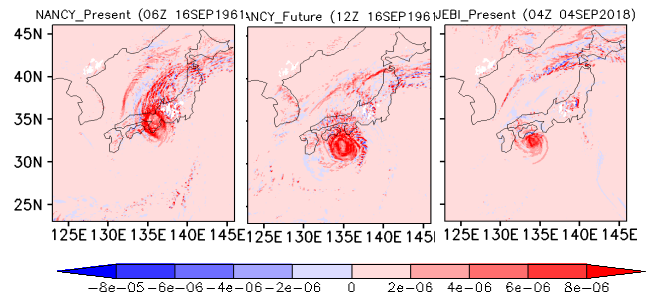 NANCY_Present (06Z 16SEP1961
NCY_Future (12Z 16SEP196
JEBI_Present (04Z 04SEP2018)
45N
40N
35N
30N
25N
125E 130E 135E 140E 145E
125E 130E 135E 140E 145E
125E 130E 135E 140E 145E
-8e-05 -6e-06 -4e-06 -2e-06 0 2e-06 4e-06 6e-06 8e-06